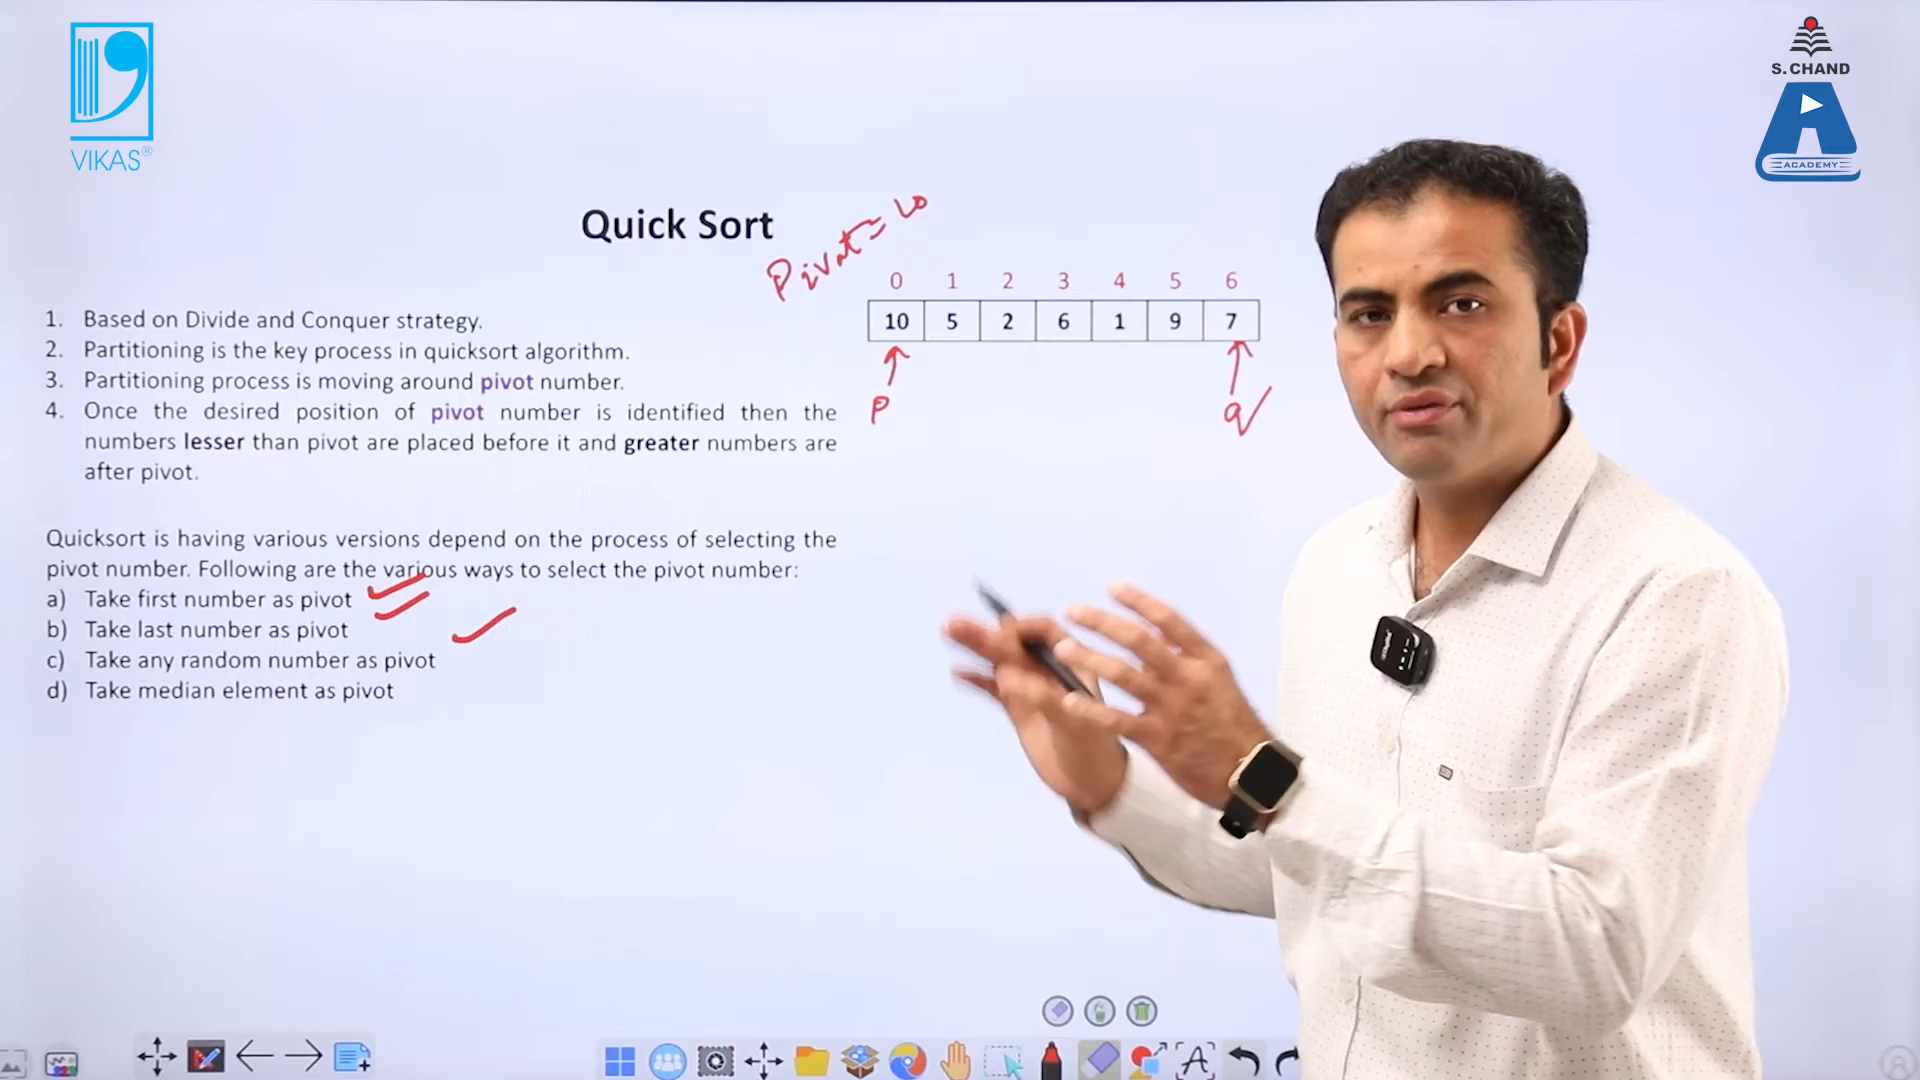 VIKAS®
S. CHAND
ACADEMY
Quick Sort
Pivot = 10
0 1 2 3 4 5 6
10 5 2 6 1 9 7
P
q
1. Based on Divide and Conquer strategy.
2. Partitioning is the key process in quicksort algorithm.
3. Partitioning process is moving around pivot number.
4. Once the desired position of pivot number is identified then the
numbers lesser than pivot are placed before it and greater numbers are
after pivot.
Quicksort is having various versions depend on the process of selecting the
pivot number. Following are the various ways to select the pivot number:
a) Take first number as pivot
b) Take last number as pivot
c) Take any random number as pivot
d) Take median element as pivot